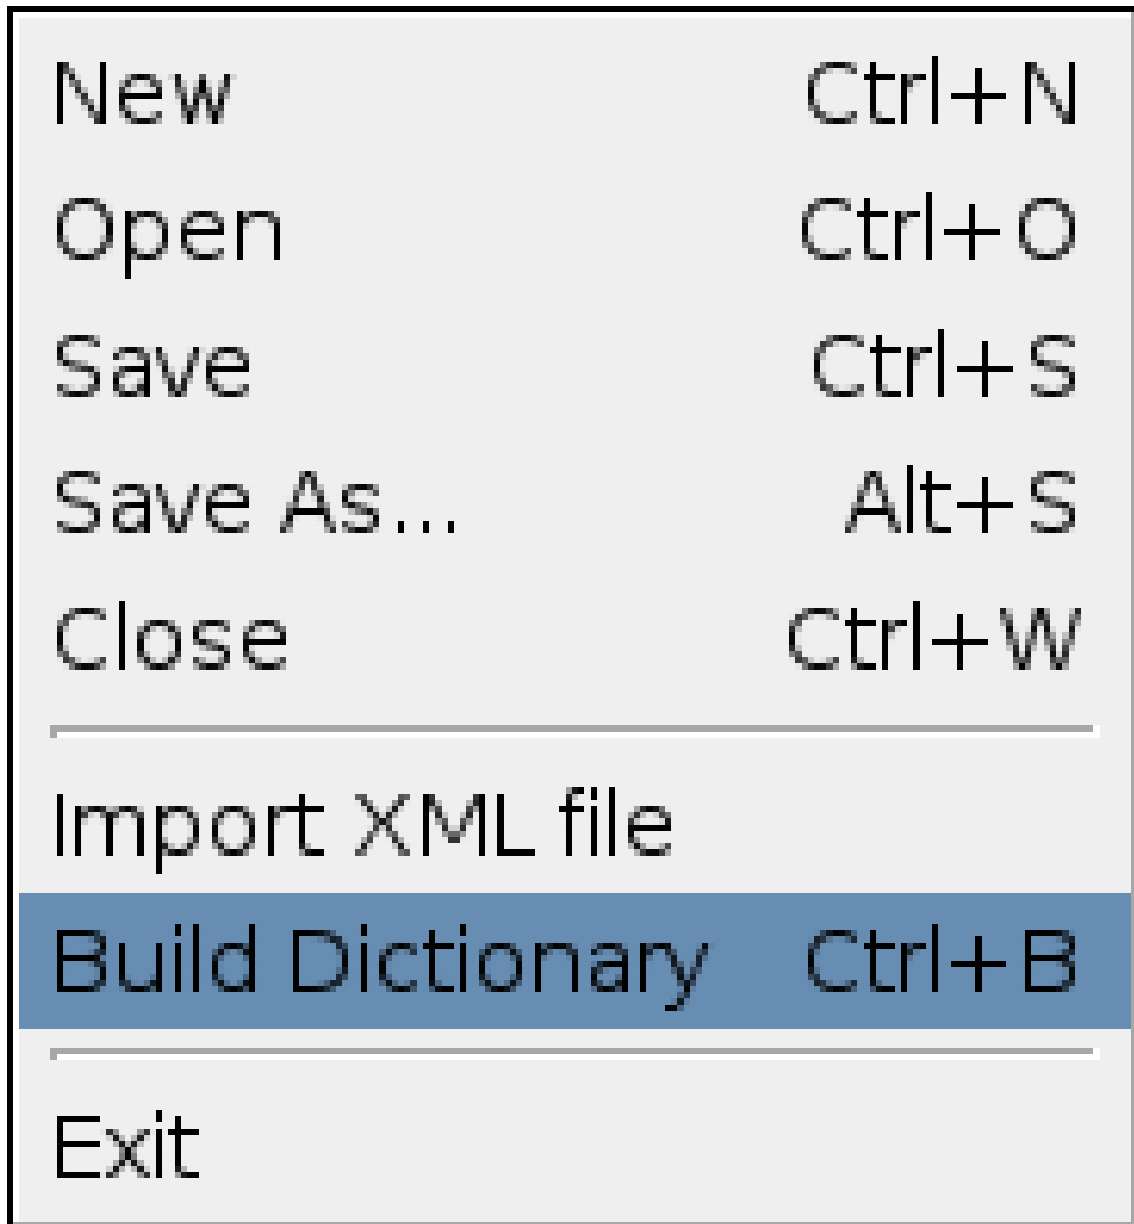 New Ctrl+N
Open Ctrl+O
Save Ctrl+S
Save As... Alt+S
Close Ctrl+W
Import XML file
Build Dictionary Ctrl+B
Exit